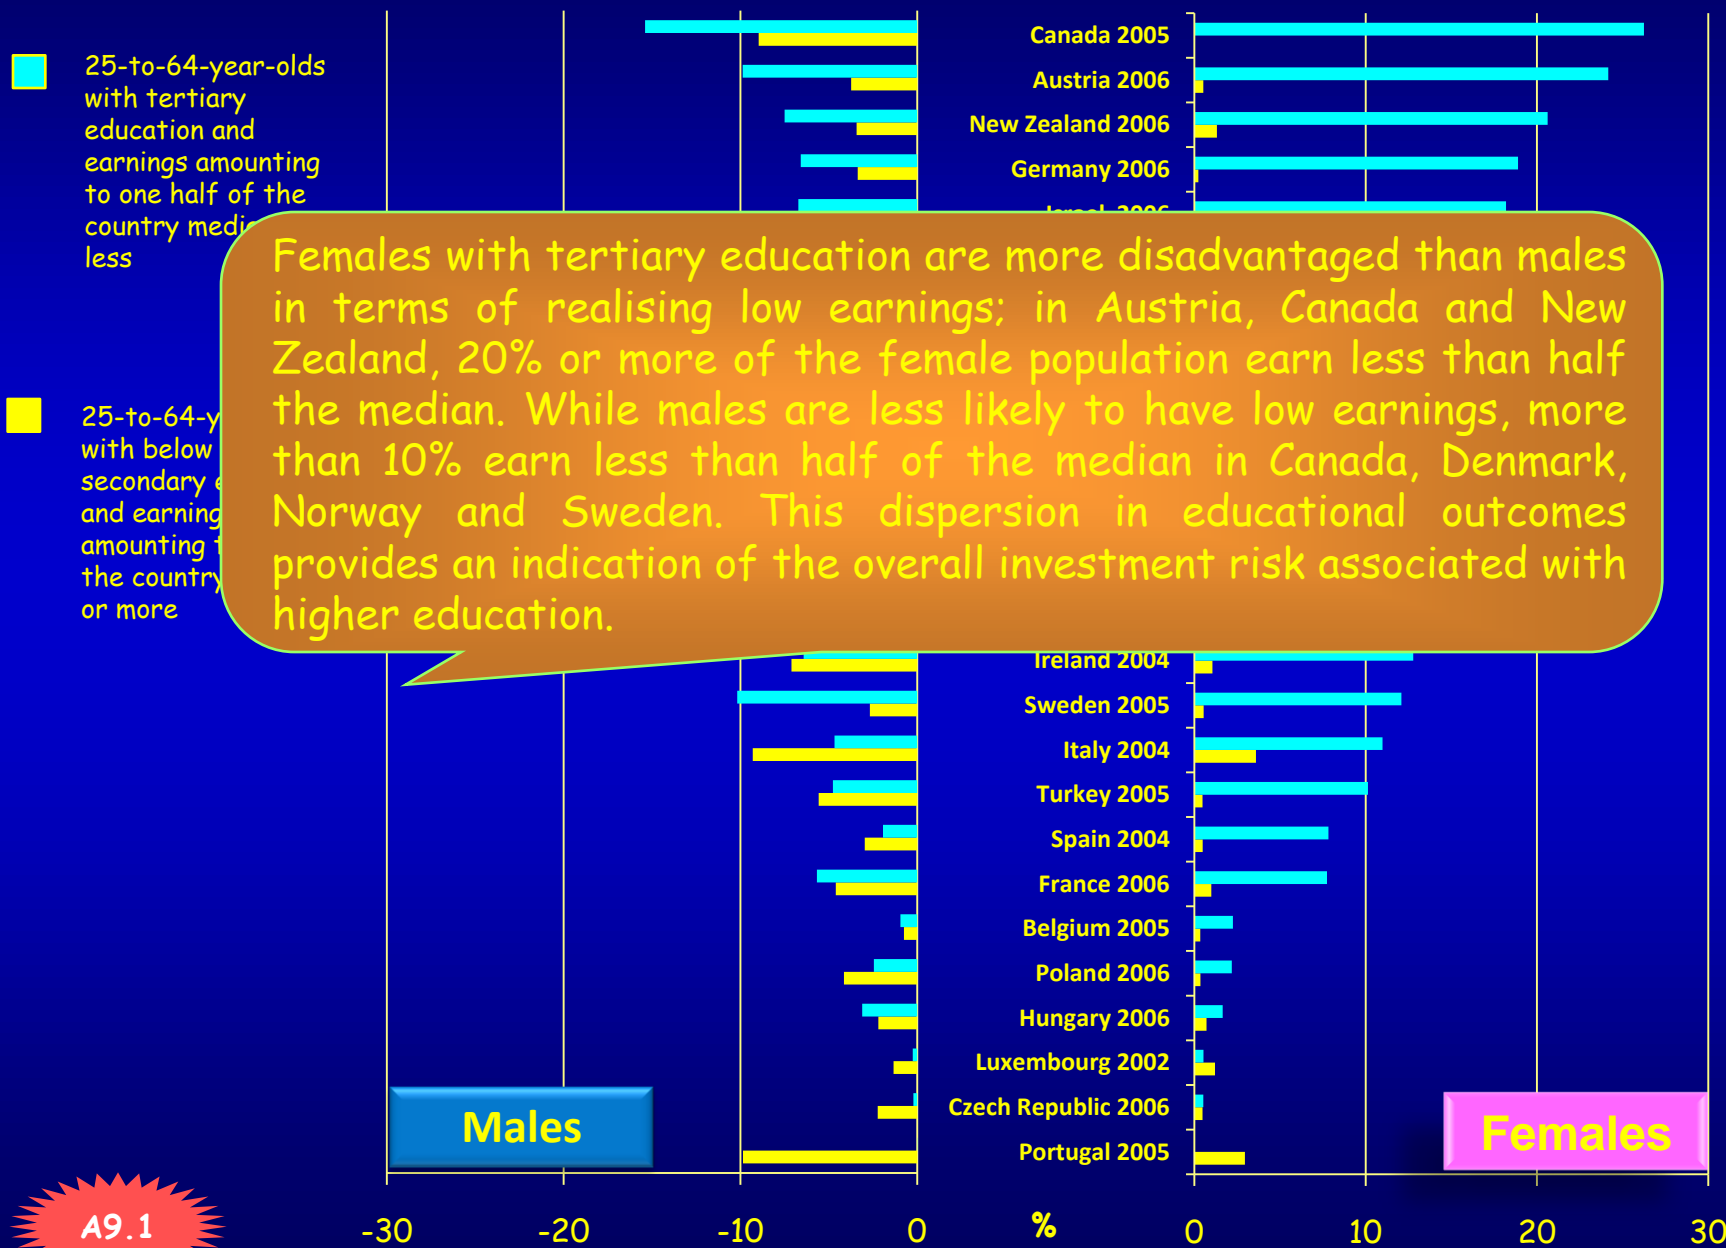 25-to-64-year-olds
with tertiary
education and
earnings amounting
to one half of the
country
less
25-to-64-y
with below
secondary
and earning
amounting
the country
or more
Females with tertiary education are more disadvantaged than males
in terms of realising low earnings; in Austria, Canada and New
Zealand, 20% or more of the female population earn less than half
the median. While males are less likely to have low earnings, more
than 10% earn less than half of the median in Canada, Denmark,
Norway and Sweden. This dispersion in educational outcomes
provides an indication of the overall investment risk associated with
higher education.
Canada 2005
Austria 2006
New Zealand 2006
Germany 2006
Israel 2006
Ireland 2004
Sweden 2005
Italy 2004
Turkey 2005
Spain 2004
France 2006
Belgium 2005
Poland 2006
Hungary 2006
Luxembourg 2002
Czech Republic 2006
Portugal 2005
Males
Females
A9.1
-30 -20 -10 0 % 0 10 20 30